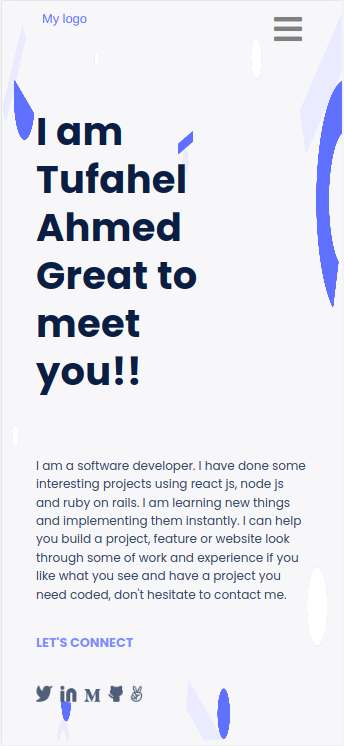 My logo
I am
Tufahel
Ahmed
Great to
meet
you!!
I am a software developer. I have done some
interesting projects using react js, node js
and ruby on rails. I am learning new things
and implementing them instantly. I can help
you build a project, feature or website look
through some of work and experience if you
like what you see and have a project you
need coded, don't hesitate to contact me.
LET'S CONNECT